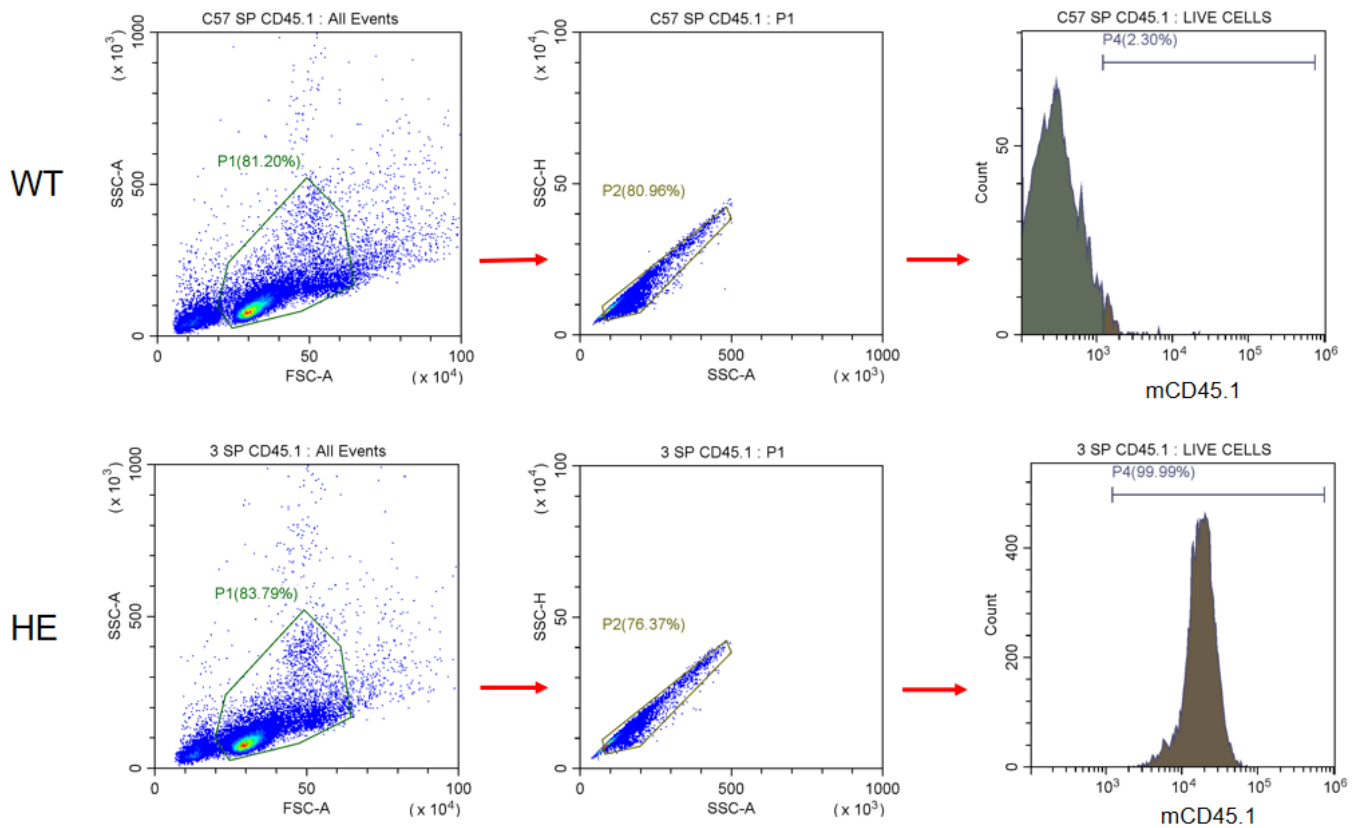 WT
C57 SP CD45.1 : All Events
(x 10³)
SSC-A
1000
500
0
P1(81.20%)
0 50 100
FSC-A (x 10⁴)
C57 SP CD45.1 : P1
(x 10⁴)
SSC-H
100
50
0
P2(80.96%)
0 500 1000
SSC-A (x 10³)
C57 SP CD45.1 : LIVE CELLS
P4(2.30%)
Count
50
0
10³ 10⁴ 10⁵ 10⁶
mCD45.1
HE
3 SP CD45.1 : All Events
(x 10³)
SSC-A
1000
500
0
P1(83.79%)
0 50 100
FSC-A (x 10⁴)
3 SP CD45.1 : P1
(x 10⁴)
SSC-H
100
50
0
P2(76.37%)
0 500 1000
SSC-A (x 10³)
3 SP CD45.1 : LIVE CELLS
P4(99.99%)
Count
400
200
0
10³ 10⁴ 10⁵ 10⁶
mCD45.1